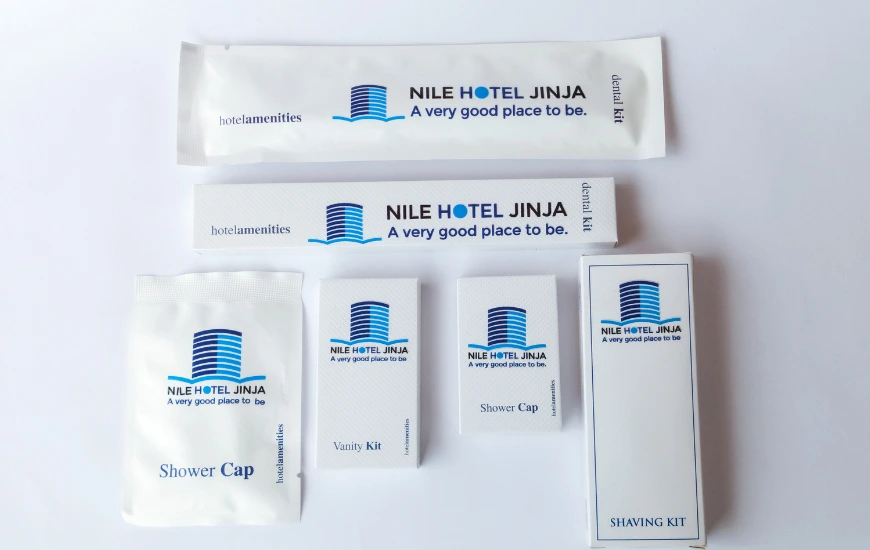 hotelamenities
NILE HOTEL JINJA
A very good place to be.
dental kit
hotelamenities
NILE HOTEL JINJA
A very good place to be.
dental kit
NILE HOTEL JINJA
A very good place to be
Shower Cap
hotelamenities
NILE HOTEL JINJA
A very good place to be
Vanity Kit
hotelamenities
NILE HOTEL JINJA
A very good place to be.
Shower Cap
hotelamenities
NILE HOTEL JINJA
A very good place to be
SHAVING KIT